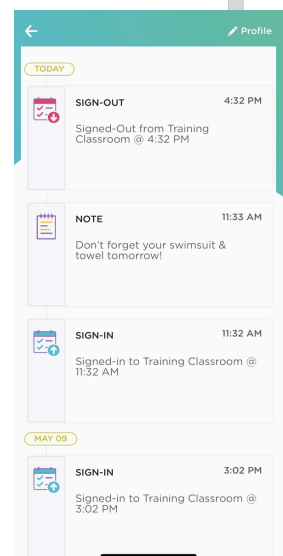 Profile
TODAY
SIGN-OUT 4:32 PM
Signed-Out from Training
Classroom @ 4:32 PM
NOTE 11:33 AM
Don't forget your swimsuit &
towel tomorrow!
SIGN-IN 11:32 AM
Signed-in to Training Classroom @
11:32 AM
MAY 09
SIGN-IN 3:02 PM
Signed-in to Training Classroom @
3:02 PM